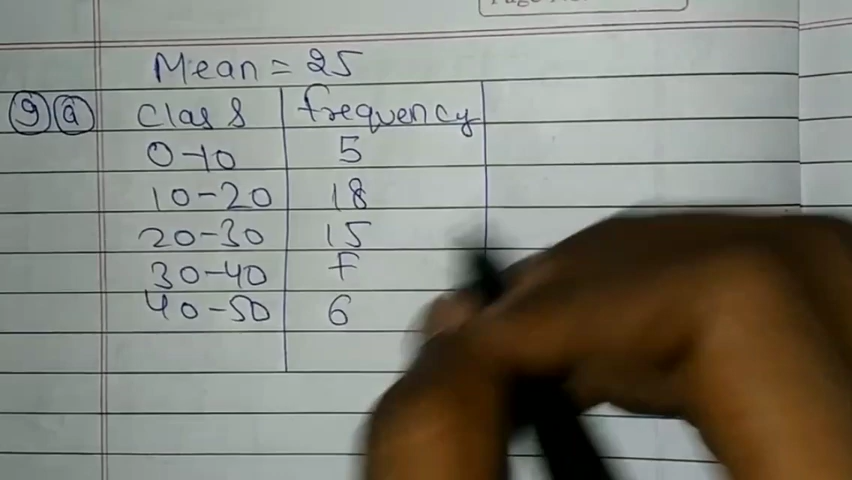 Mean = 25
9 a Class frequency
0-10 5
10-20 18
20-30 15
30-40 F
40-50 6